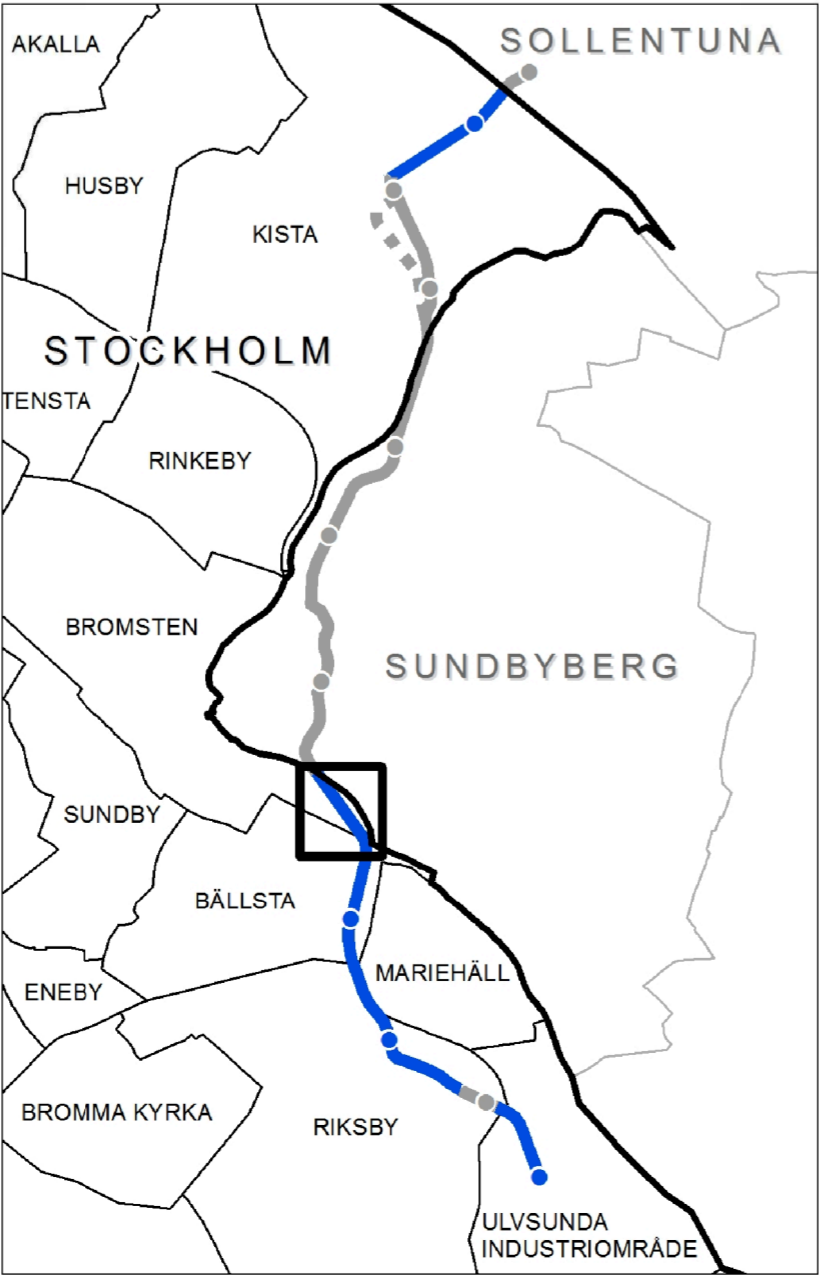 SOLLENTUNA
AKALLA
HUSBY
KISTA
STOCKHOLM
TENSTA
RINKEBY
BROMSTEN
SUNDBYBERG
SUNDBY
BÄLLSTA
MARIEHÄLL
ENEBY
BROMMA KYRKA
RIKSBY
ULVSUNDA
INDUSTRIOMRÅDE